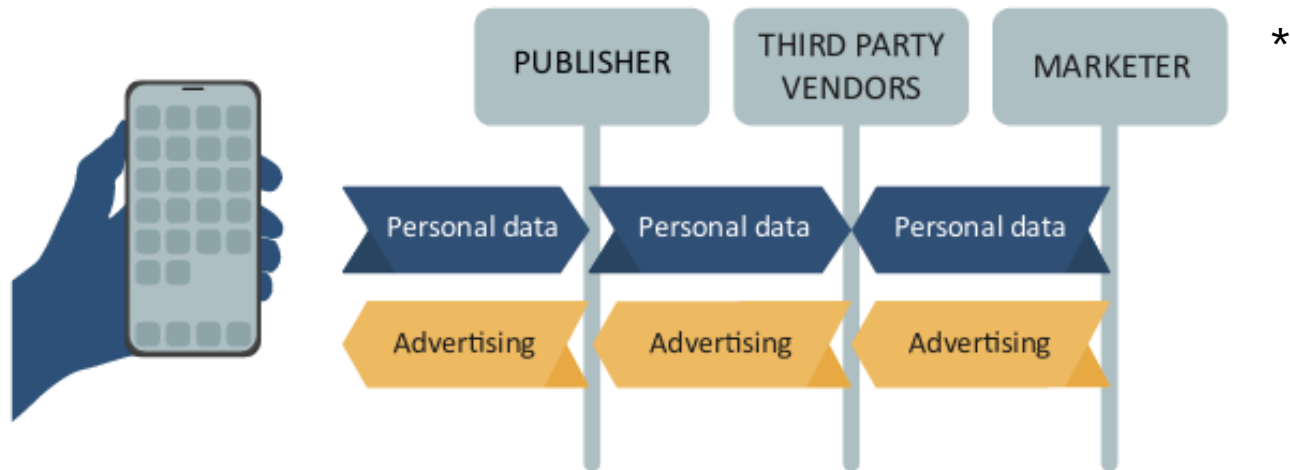 PUBLISHER
THIRD PARTY
VENDORS
MARKETER
*
Personal data
Personal data
Personal data
Advertising
Advertising
Advertising